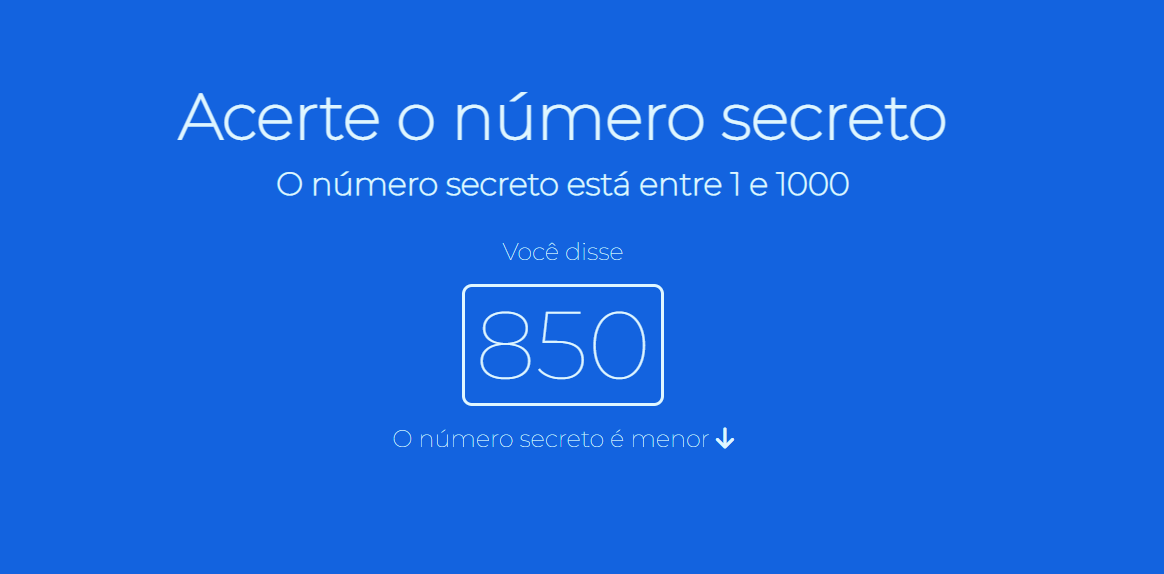 Acerte o número secreto
O número secreto está entre 1 e 1000
Você disse
850
O número secreto é menor ↓